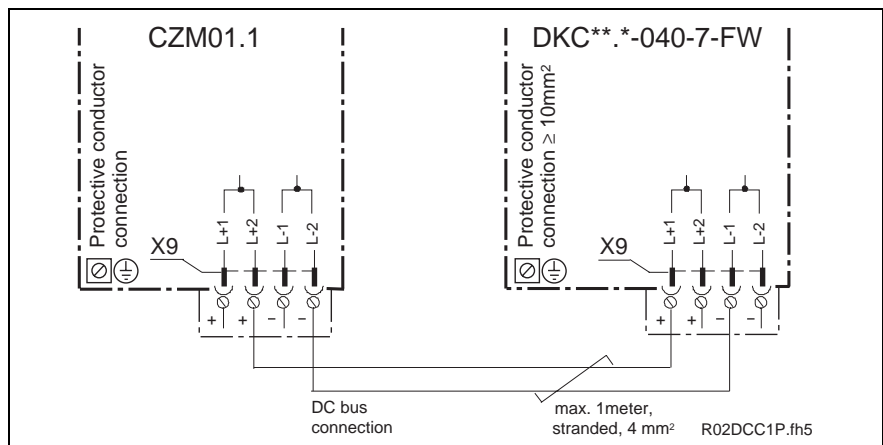 CZM01.1
Protective conductor
connection
X9
L+1
L+2
L-1
L-2
+
+
–
–
DKC**.*-040-7-FW
Protective conductor
connection ≥ 10mm²
X9
L+1
L+2
L-1
L-2
+
+
–
–
DC bus
connection
max. 1meter,
stranded, 4 mm²
R02DCC1P.fh5